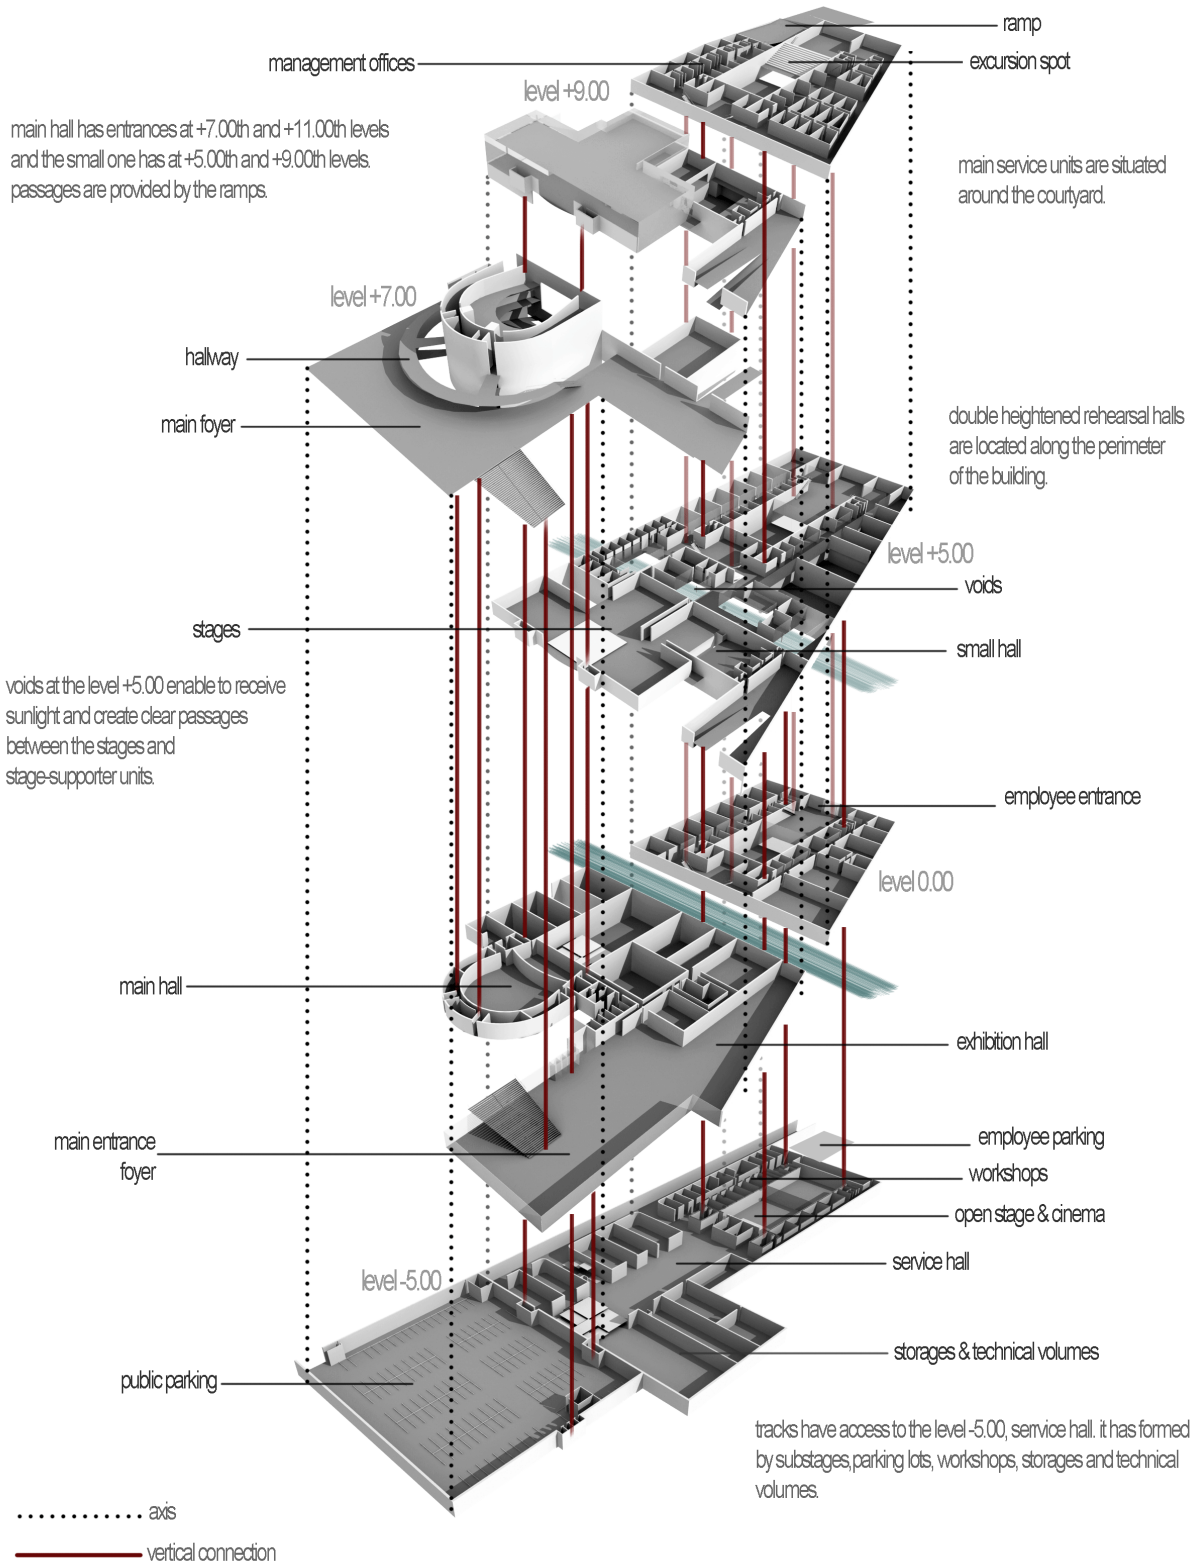 ramp
management offices
excursion spot
level +9.00
main hall has entrances at +7.00th and +11.00th levels
and the small one has at +5.00th and +9.00th levels.
passages are provided by the ramps.
main service units are situated
around the courtyard.
level +7.00
hallway
main foyer
double heightened rehearsal halls
are located along the perimeter
of the building.
level +5.00
voids
stages
small hall
voids at the level +5.00 enable to receive
sunlight and create clear passages
between the stages and
stage-supporter units.
employee entrance
level 0.00
main hall
exhibition hall
main entrance
foyer
employee parking
workshops
open stage & cinema
service hall
level -5.00
storages & technical volumes
public parking
tracks have access to the level -5.00, serrvice hall. it has formed
by substages,parking lots, workshops, storages and technical
volumes.
axis
vertical connection